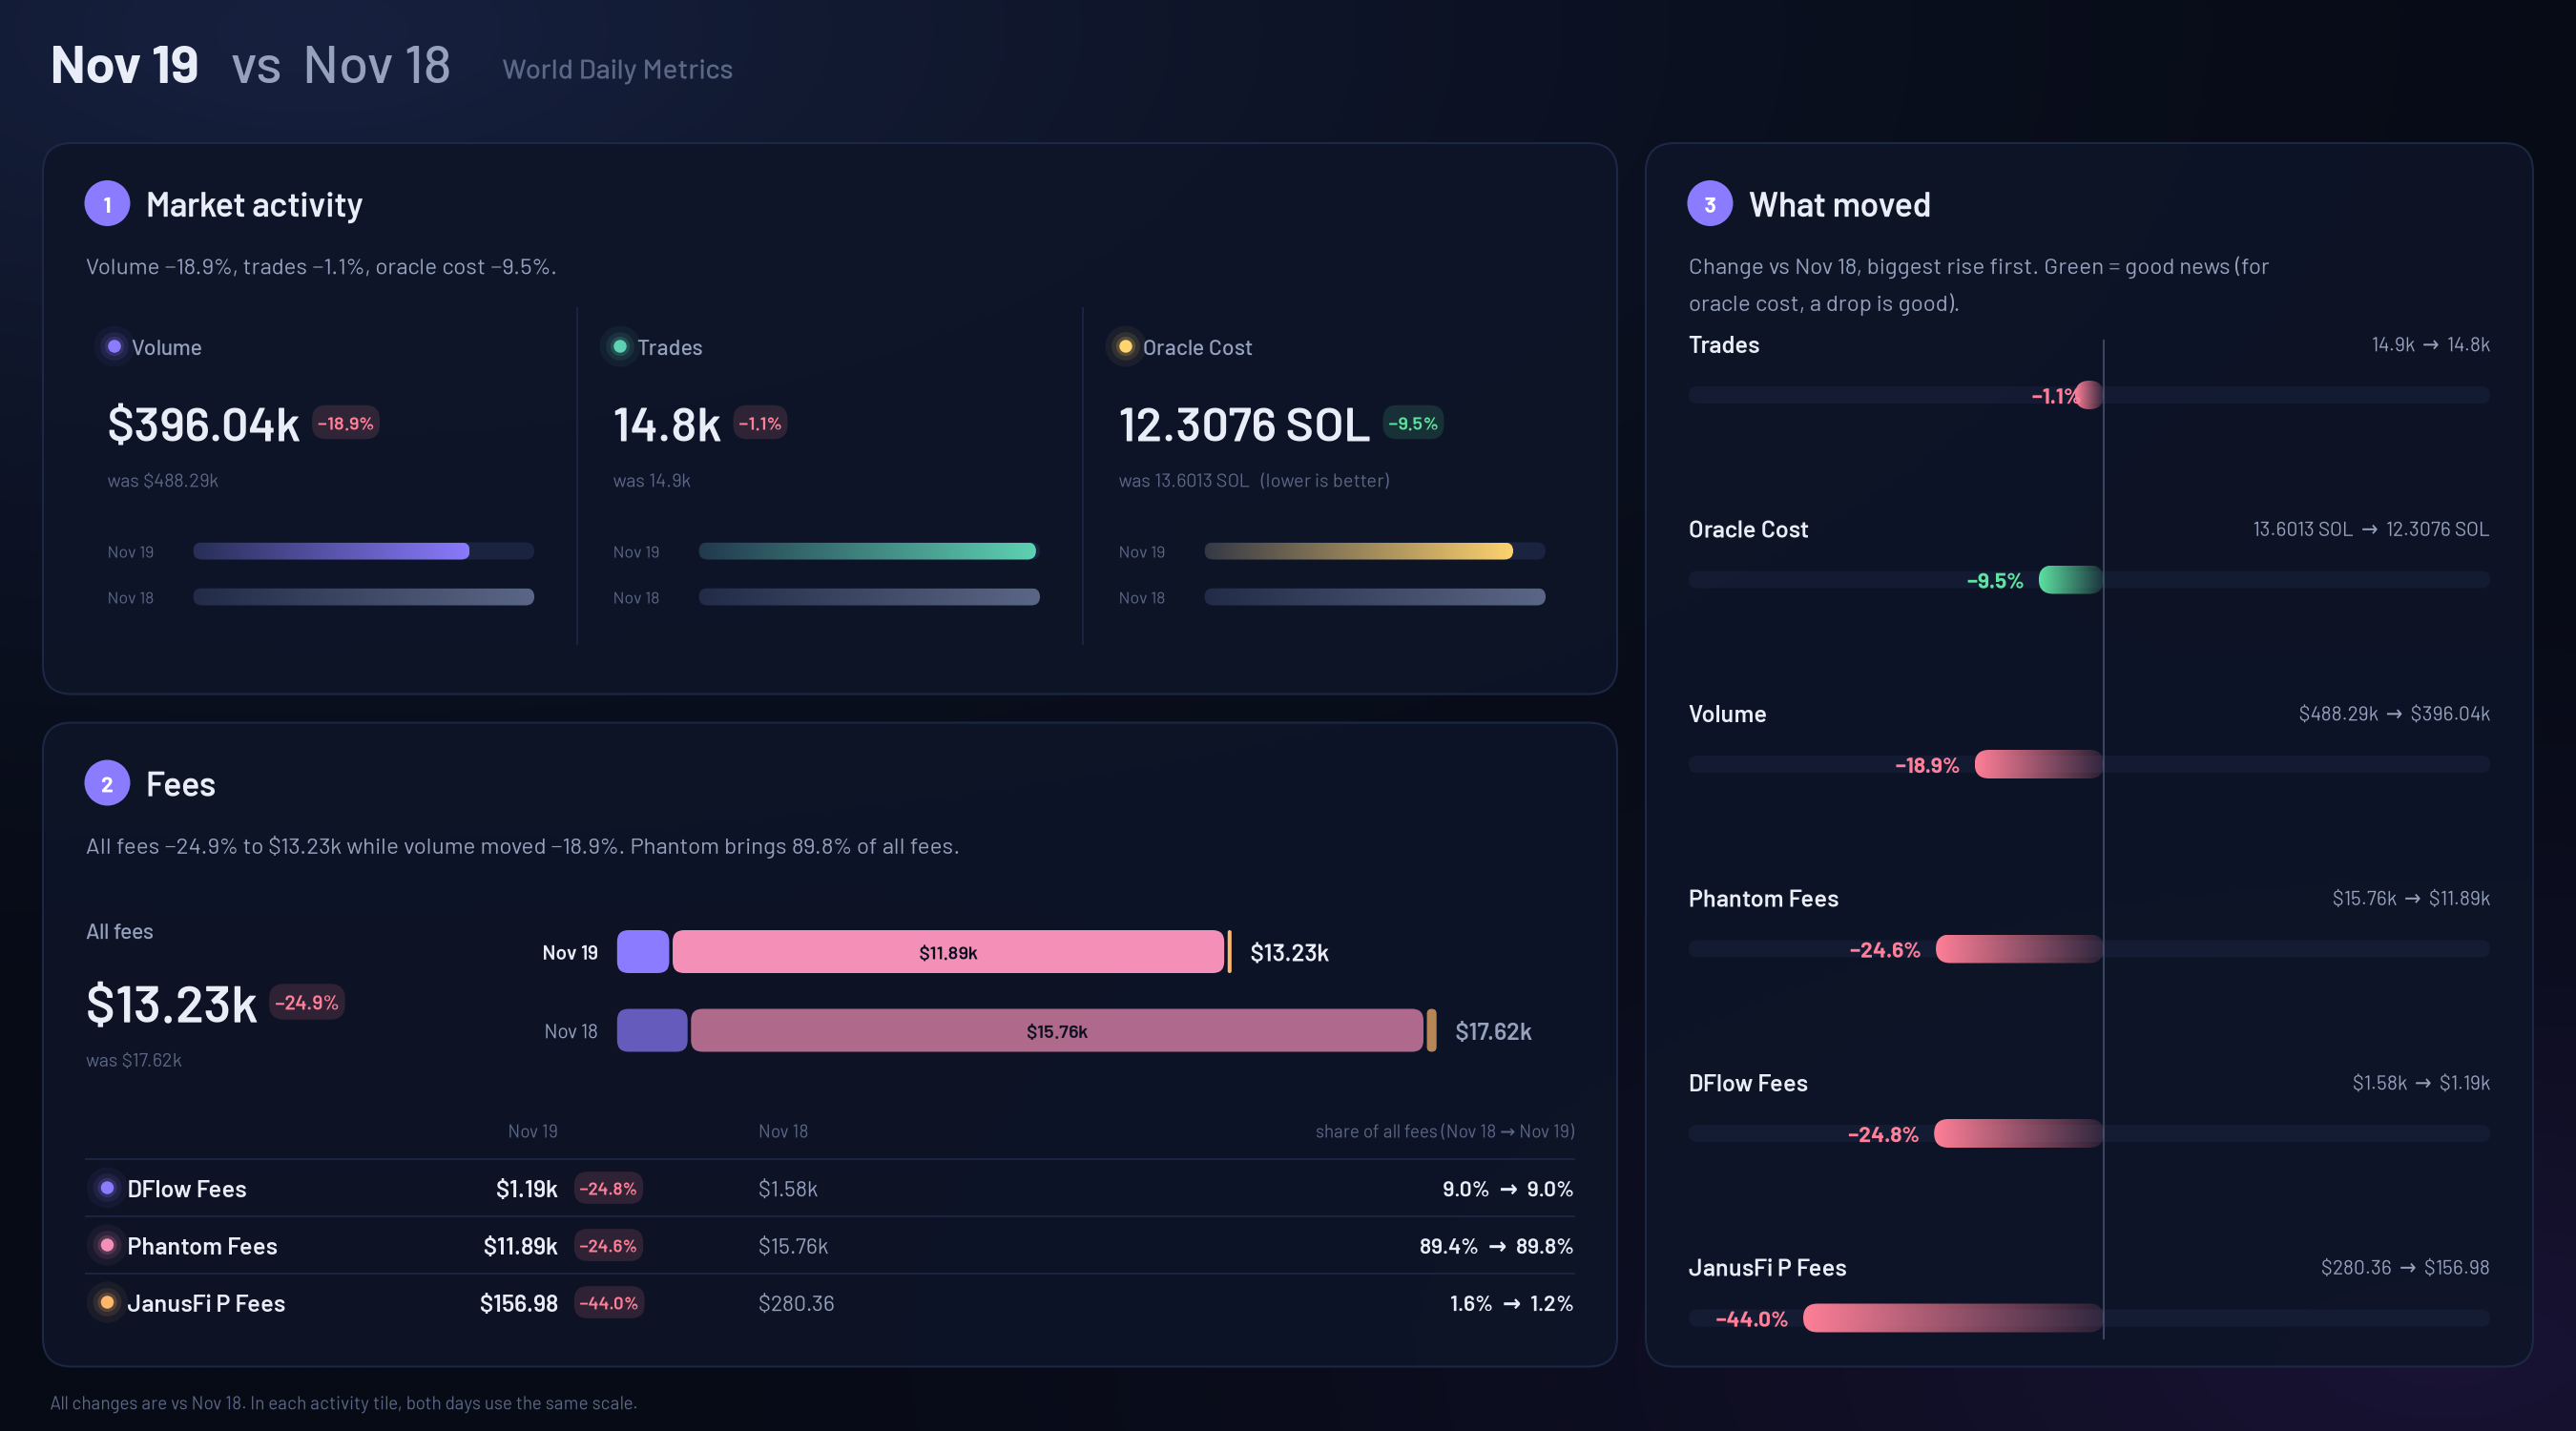 Nov 19 vs Nov 18 World Daily Metrics
1 Market activity
Volume −18.9%, trades −1.1%, oracle cost −9.5%.
Volume
$396.04k −18.9%
was $488.29k
Nov 19
Nov 18
Trades
14.8k −1.1%
was 14.9k
Nov 19
Nov 18
Oracle Cost
12.3076 SOL −9.5%
was 13.6013 SOL (lower is better)
Nov 19
Nov 18
2 Fees
All fees −24.9% to $13.23k while volume moved −18.9%. Phantom brings 89.8% of all fees.
All fees
$13.23k −24.9%
was $17.62k
Nov 19 $11.89k $13.23k
Nov 18 $15.76k $17.62k
Nov 19 Nov 18 share of all fees (Nov 18 → Nov 19)
DFlow Fees $1.19k −24.8% $1.58k 9.0% → 9.0%
Phantom Fees $11.89k −24.6% $15.76k 89.4% → 89.8%
JanusFi P Fees $156.98 −44.0% $280.36 1.6% → 1.2%
3 What moved
Change vs Nov 18, biggest rise first. Green = good news (for
oracle cost, a drop is good).
Trades 14.9k → 14.8k
−1.1%
Oracle Cost 13.6013 SOL → 12.3076 SOL
−9.5%
Volume $488.29k → $396.04k
−18.9%
Phantom Fees $15.76k → $11.89k
−24.6%
DFlow Fees $1.58k → $1.19k
−24.8%
JanusFi P Fees $280.36 → $156.98
−44.0%
All changes are vs Nov 18. In each activity tile, both days use the same scale.